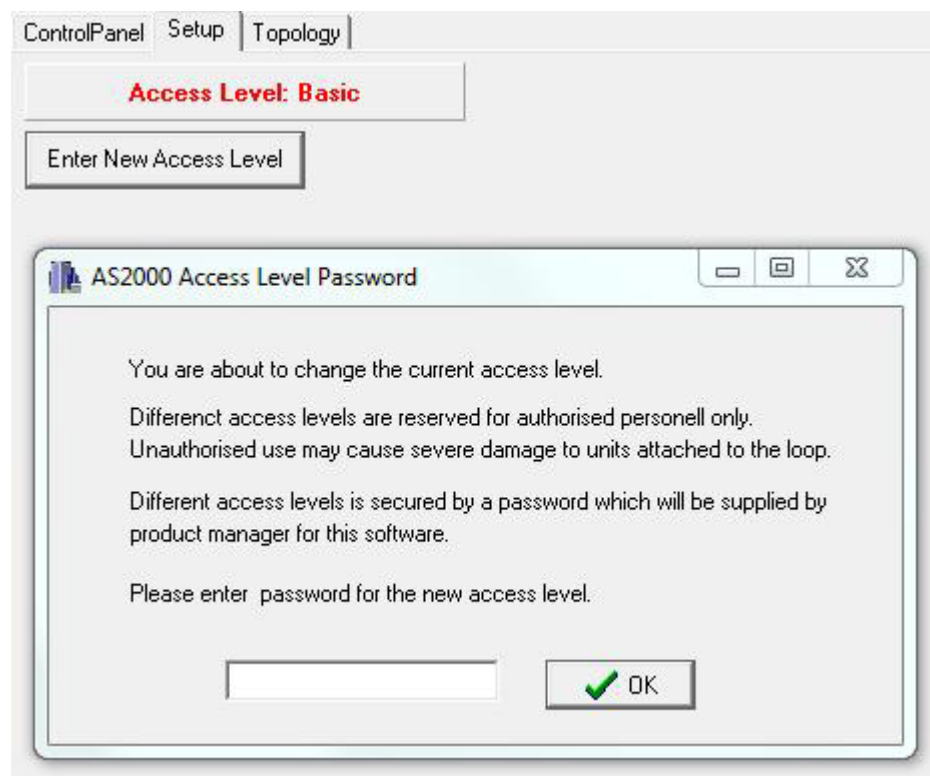 ControlPanel Setup Topology
Access Level: Basic
Enter New Access Level
AS2000 Access Level Password
You are about to change the current access level.
Differenct access levels are reserved for authorised personell only.
Unauthorised use may cause severe damage to units attached to the loop.
Different access levels is secured by a password which will be supplied by
product manager for this software.
Please enter  password for the new access level.
OK